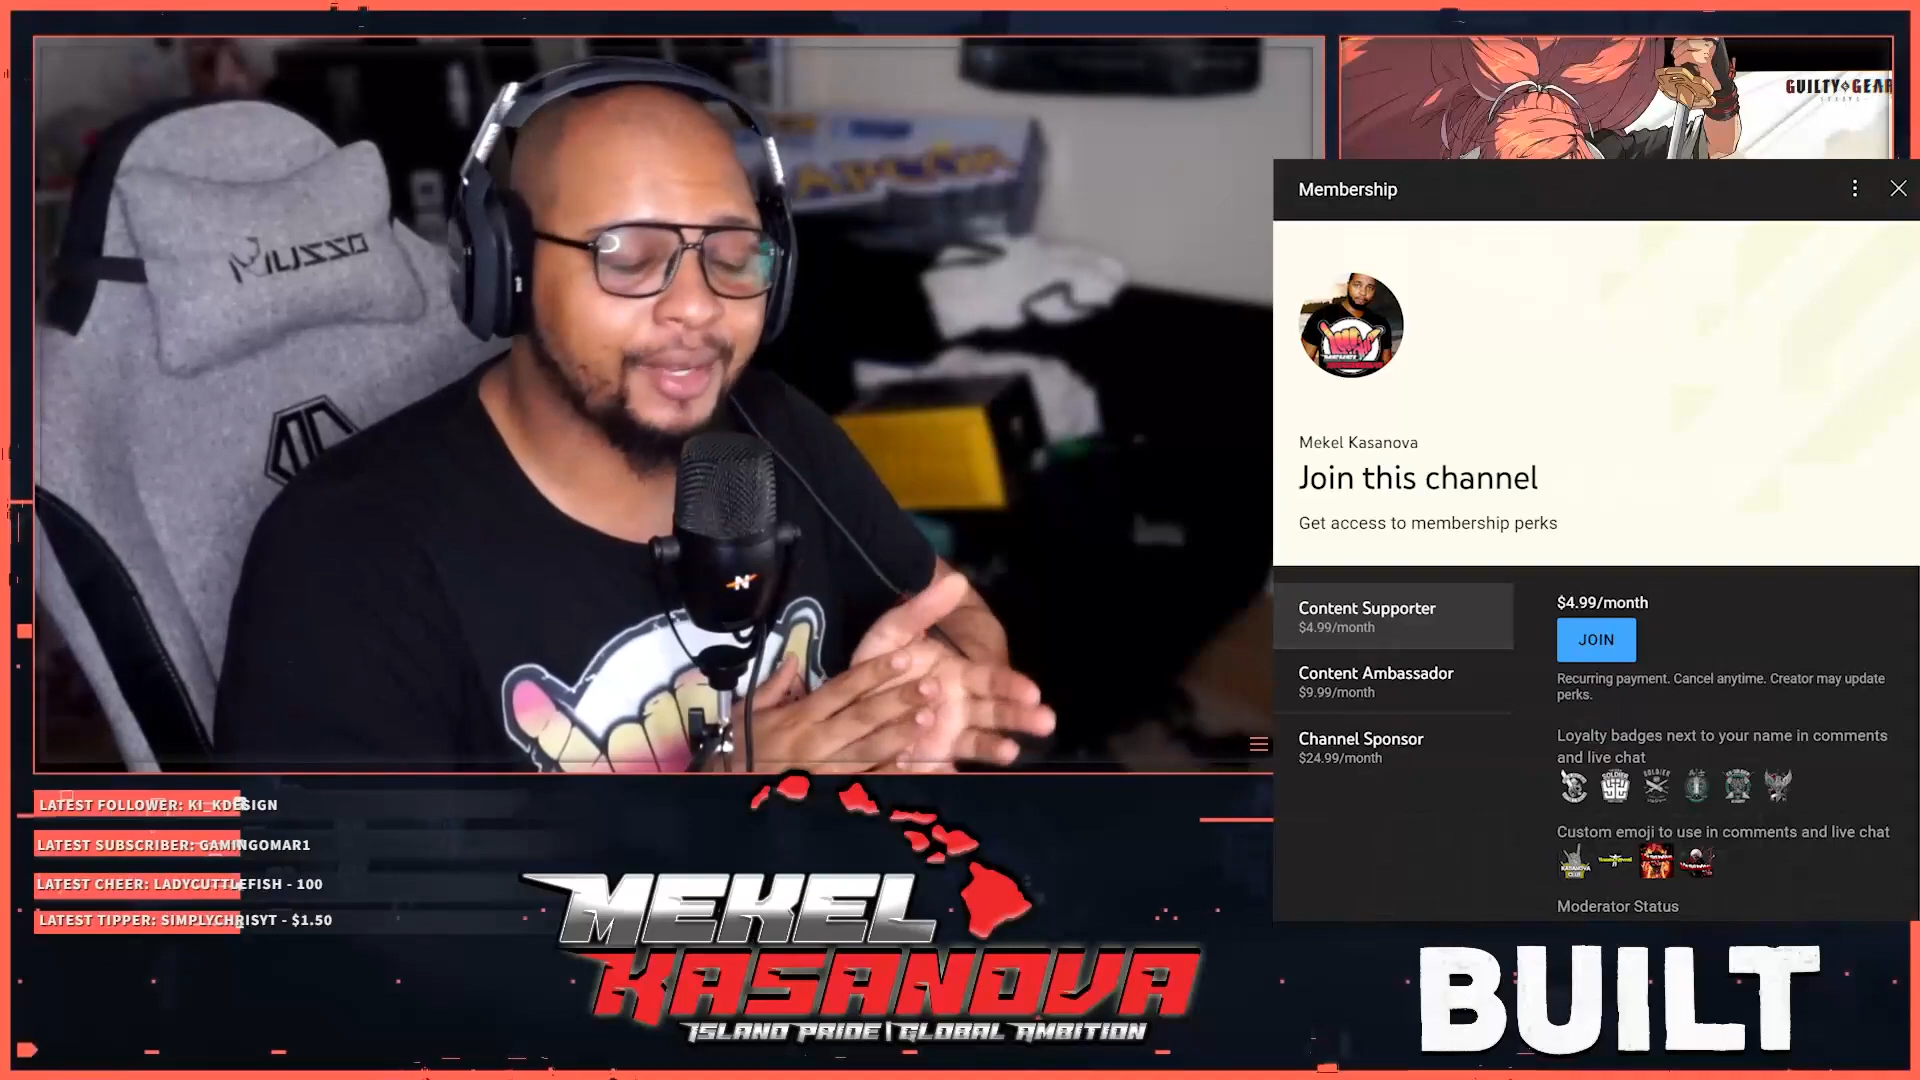 MUSSO
CAPCOM
N
GUILTY GEAR
Membership
Mekel Kasanova
Join this channel
Get access to membership perks
Content Supporter
$4.99/month
Content Ambassador
$9.99/month
Channel Sponsor
$24.99/month
$4.99/month
JOIN
Recurring payment. Cancel anytime. Creator may update
perks.
Loyalty badges next to your name in comments
and live chat
Custom emoji to use in comments and live chat
Moderator Status
LATEST FOLLOWER: KI_KDESIGN
LATEST SUBSCRIBER: GAMINGOMAR1
LATEST CHEER: LADYCUTTLEFISH - 100
LATEST TIPPER: SIMPLYCHRISYT - $1.50
MEKEL
KASANOVA
ISLAND PRIDE | GLOBAL AMBITION
BUILT